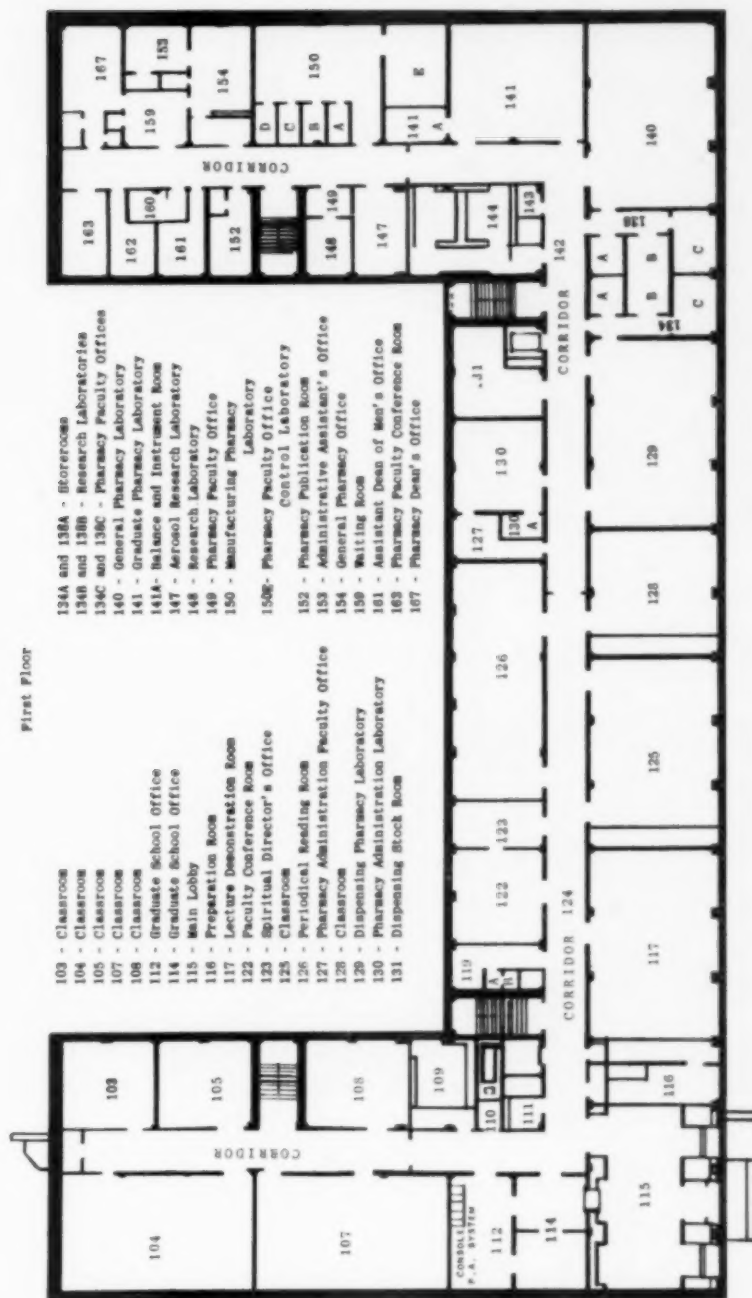 First Floor
103 - Classroom
104 - Classroom
105 - Classroom
107 - Classroom
108 - Classroom
112 - Graduate School Office
114 - Graduate School Office
115 - Main Lobby
116 - Preparation Room
117 - Lecture Demonstration Room
122 - Faculty Conference Room
123 - Spiritual Director's Office
125 - Classroom
126 - Periodical Reading Room
127 - Pharmacy Administration Faculty Office
128 - Classroom
129 - Dispensing Pharmacy Laboratory
130 - Pharmacy Administration Laboratory
131 - Dispensing Stock Room
134A and 138A - Storerooms
134B and 138B - Research Laboratories
134C and 138C - Pharmacy Faculty Offices
140 - General Pharmacy Laboratory
141 - Graduate Pharmacy Laboratory
141A- Balance and Instrument Room
147 - Aerosol Research Laboratory
148 - Research Laboratory
149 - Pharmacy Faculty Office
150 - Manufacturing Pharmacy
Laboratory
150E- Pharmacy Faculty Office
Control Laboratory
152 - Pharmacy Publication Room
153 - Administrative Assistant's Office
154 - General Pharmacy Office
159 - Waiting Room
161 - Assistant Dean of Men's Office
163 - Pharmacy Faculty Conference Room
167 - Pharmacy Dean's Office
104
CORRIDOR
103
105
107
108
109
CONSOLE
P.A. SYSTEM
112
110
C
111
114
115
116
119
A
B
122
123
126
127
130
A
130
CORRIDOR
124
117
125
128
129
CORRIDOR
142
134
A
B
C
138
A
B
C
140
163
162
160
161
152
148
149
147
144
143
CORRIDOR
167
159
153
154
D
C
B
A
150
E
141
A
141